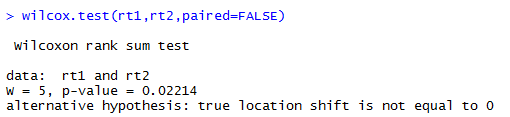 > wilcox.test(rt1,rt2,paired=FALSE)
Wilcoxon rank sum test
data:  rt1 and rt2
W = 5, p-value = 0.02214
alternative hypothesis: true location shift is not equal to 0